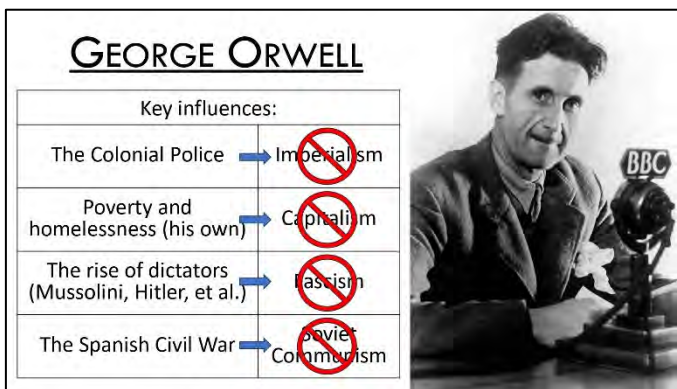 GEORGE ORWELL
Key influences:
The Colonial Police
Imperialism
Poverty and
homelessness (his own)
Capitalism
The rise of dictators
(Mussolini, Hitler, et al.)
Fascism
The Spanish Civil War
Soviet
Communism
BBC